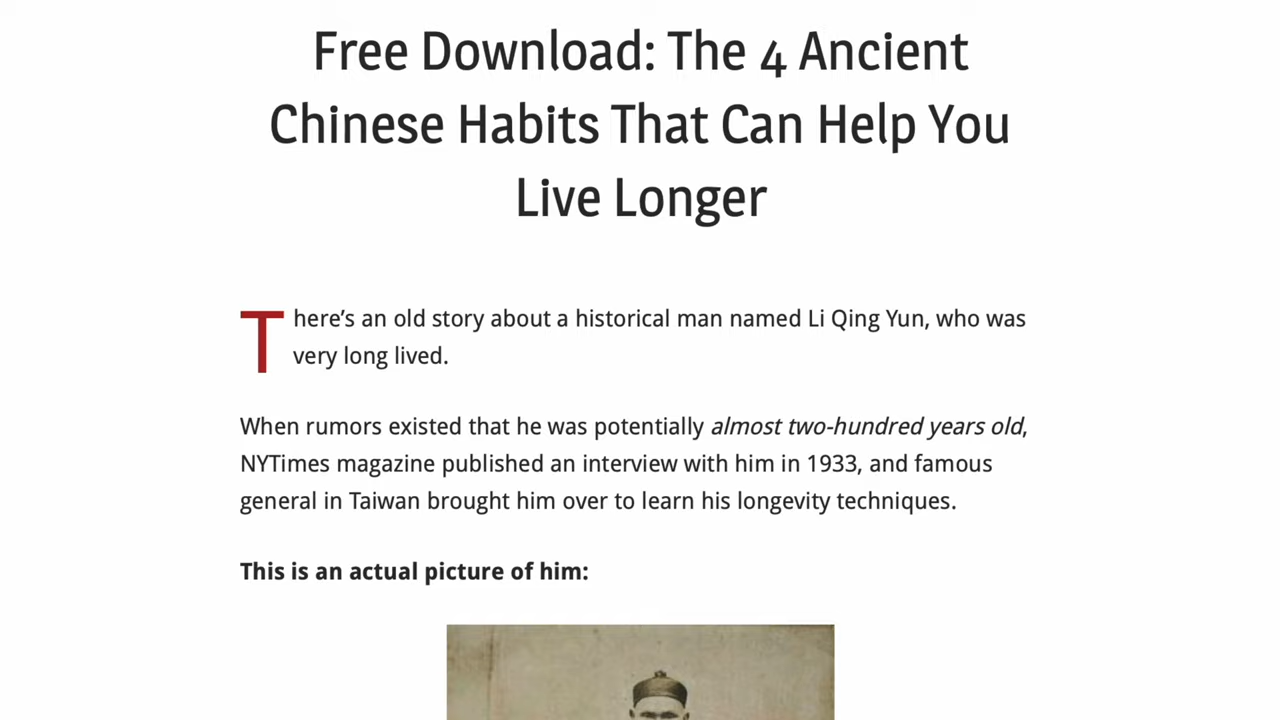 Free Download: The 4 Ancient
Chinese Habits That Can Help You
Live Longer
There’s an old story about a historical man named Li Qing Yun, who was
very long lived.
When rumors existed that he was potentially almost two-hundred years old,
NYTimes magazine published an interview with him in 1933, and famous
general in Taiwan brought him over to learn his longevity techniques.
This is an actual picture of him: